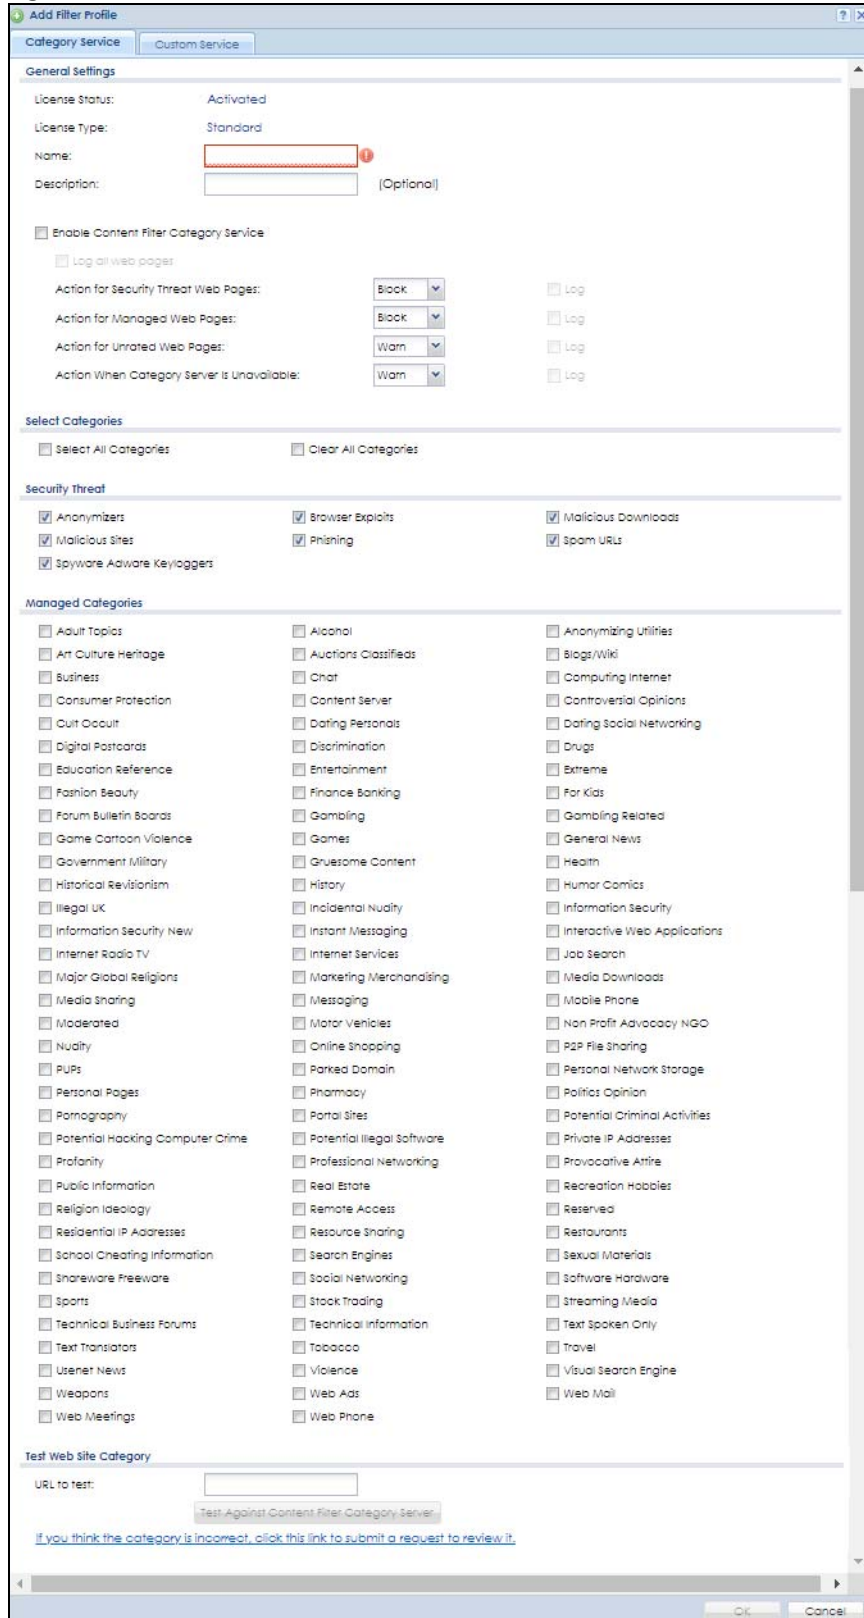 Add Filter Profile
Category Service Custom Service
General Settings
License Status: Activated
License Type: Standard
Name:
Description: (Optional)
Enable Content Filter Category Service
Log all web pages
Action for Security Threat Web Pages: Block Log
Action for Managed Web Pages: Block Log
Action for Unrated Web Pages: Warn Log
Action When Category Server Is Unavailable: Warn Log
Select Categories
Select All Categories Clear All Categories
Security Threat
Anonymizers Browser Exploits Malicious Downloads
Malicious Sites Phishing Spam URLs
Spyware Adware Keyloggers
Managed Categories
Adult Topics Alcohol Anonymizing Utilities
Art Culture Heritage Auctions Classifieds Blogs/Wiki
Business Chat Computing Internet
Consumer Protection Content Server Controversial Opinions
Cult Occult Dating Personals Dating Social Networking
Digital Postcards Discrimination Drugs
Education Reference Entertainment Extreme
Fashion Beauty Finance Banking For Kids
Forum Bulletin Boards Gambling Gambling Related
Game Cartoon Violence Games General News
Government Military Gruesome Content Health
Historical Revisionism History Humor Comics
Illegal UK Incidental Nudity Information Security
Information Security New Instant Messaging Interactive Web Applications
Internet Radio TV Internet Services Job Search
Major Global Religions Marketing Merchandising Media Downloads
Media Sharing Messaging Mobile Phone
Moderated Motor Vehicles Non Profit Advocacy NGO
Nudity Online Shopping P2P File Sharing
PUPs Parked Domain Personal Network Storage
Personal Pages Pharmacy Politics Opinion
Pornography Portal Sites Potential Criminal Activities
Potential Hacking Computer Crime Potential Illegal Software Private IP Addresses
Profanity Professional Networking Provocative Attire
Public Information Real Estate Recreation Hobbies
Religion Ideology Remote Access Reserved
Residential IP Addresses Resource Sharing Restaurants
School Cheating Information Search Engines Sexual Materials
Shareware Freeware Social Networking Software Hardware
Sports Stock Trading Streaming Media
Technical Business Forums Technical Information Text Spoken Only
Text Translators Tobacco Travel
Usenet News Violence Visual Search Engine
Weapons Web Ads Web Mail
Web Meetings Web Phone
Test Web Site Category
URL to test:
Test Against Content Filter Category Server
If you think the category is incorrect, click this link to submit a request to review it.
OK Cancel